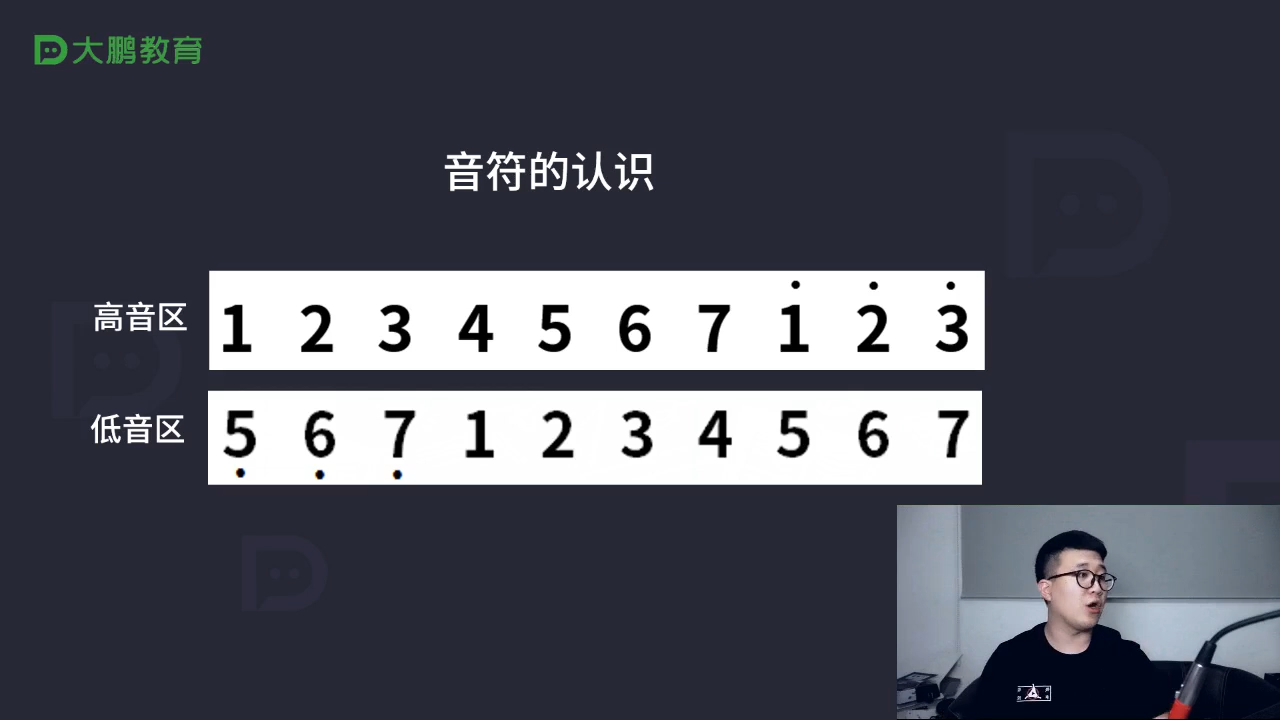 大鹏教育
音符的认识
高音区 1 2 3 4 5 6 7 1̇ 2̇ 3̇
低音区 5̣ 6̣ 7̣ 1 2 3 4 5 6 7